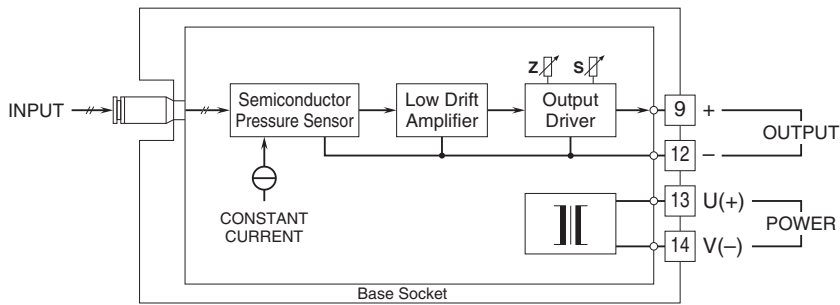 Z
S
INPUT
Semiconductor
Pressure Sensor
Low Drift
Amplifier
Output
Driver
9
+
OUTPUT
12
–
CONSTANT
CURRENT
13
U(+)
POWER
14
V(–)
Base Socket